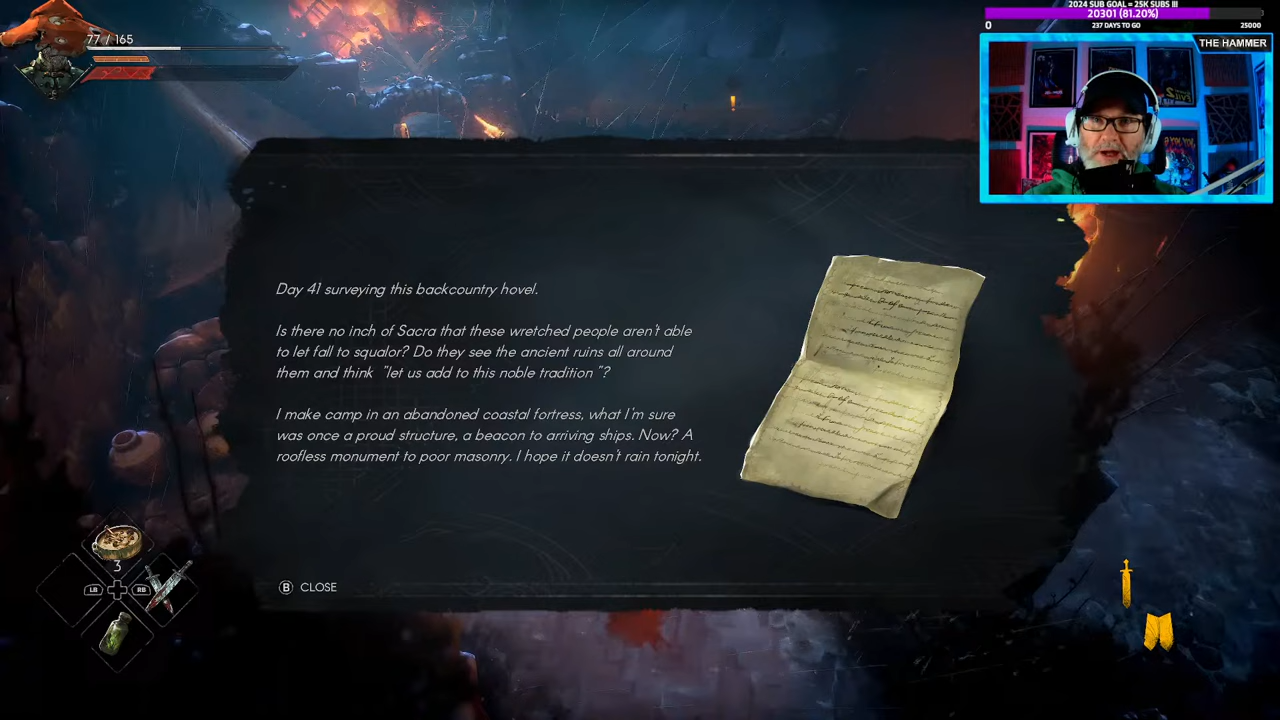 2024 SUB GOAL = 25K SUBS !!!
20301 (81.20%)
0
25000
237 DAYS TO GO
THE HAMMER
77 / 165
Day 41 surveying this backcountry hovel.
Is there no inch of Sacra that these wretched people aren't able
to let fall to squalor? Do they see the ancient ruins all around
them and think "let us add to this noble tradition "?
I make camp in an abandoned coastal fortress, what I'm sure
was once a proud structure, a beacon to arriving ships. Now? A
roofless monument to poor masonry. I hope it doesn't rain tonight.
3
LB
RB
B CLOSE